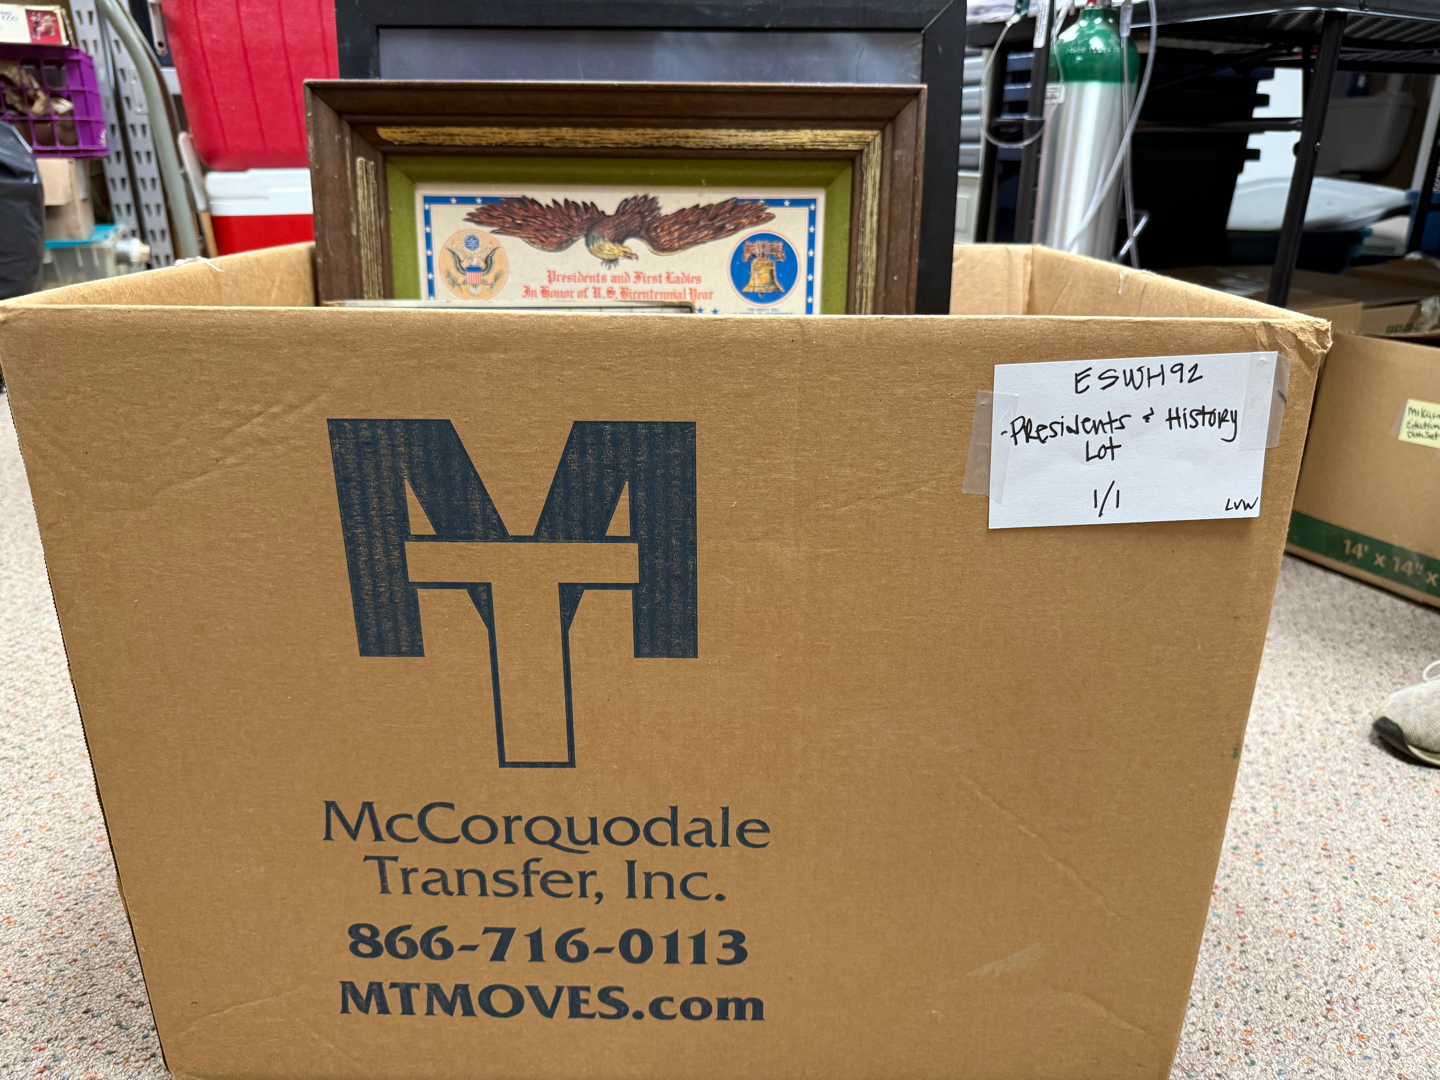 Presidents and First Ladies
In Honor of U.S. Bicentennial Year
ESWH92
-Presidents & History
Lot
1/1
LVW
MT
McCorquodale
Transfer, Inc.
866-716-0113
MTMOVES.com
14" x 14" x